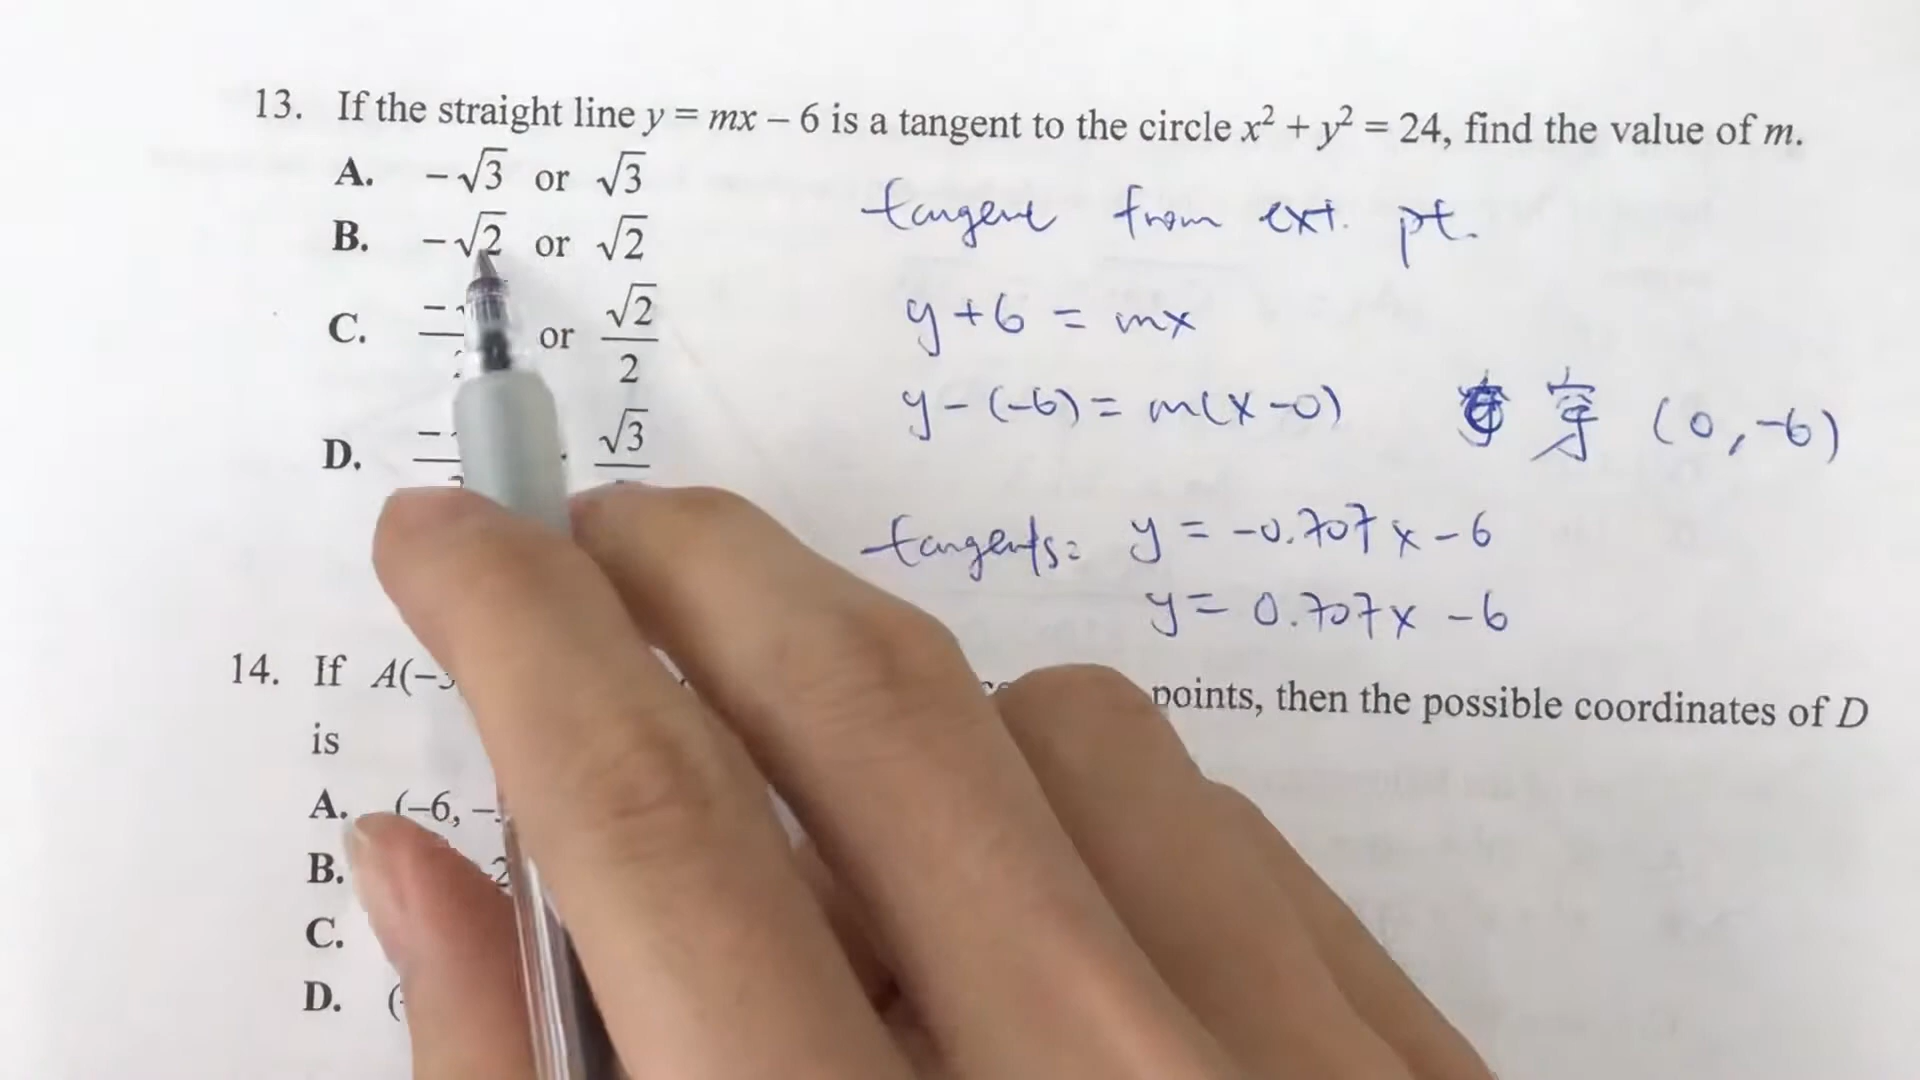 13. If the straight line y = mx – 6 is a tangent to the circle x² + y² = 24, find the value of m.
A. –√3 or √3
B. –√2 or √2
C. – or √2/2
D. – √3
tangent from ext. pt.
y + 6 = mx
y – (–6) = m(x – 0) 穿 (0, –6)
tangents: y = –0.707x – 6
y = 0.707x – 6
14. If A(– points, then the possible coordinates of D
is
A. (–6, –
B. 2
C.
D. (